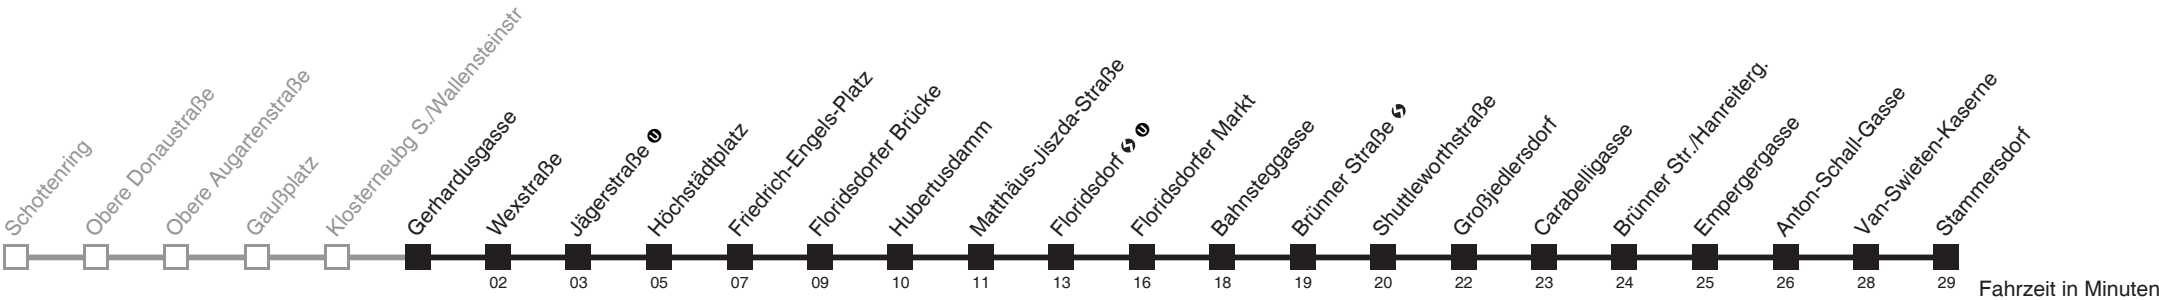 Schottenring
Obere Donaustraße
Obere Augartenstraße
Gaußplatz
Klosterneubg S./Wallensteinstr
Gerhardusgasse
Wexstraße
Jägerstraße U
Höchstädtplatz
Friedrich-Engels-Platz
Floridsdorfer Brücke
Hubertusdamm
Matthäus-Jiszda-Straße
Floridsdorf S U
Floridsdorfer Markt
Bahnsteggasse
Brünner Straße S
Shuttleworthstraße
Großjedlersdorf
Carabelligasse
Brünner Str./Hanreiterg.
Empergergasse
Anton-Schall-Gasse
Van-Swieten-Kaserne
Stammersdorf
02 03 05 07 09 10 11 13 16 18 19 20 22 23 24 25 26 28 29 Fahrzeit in Minuten